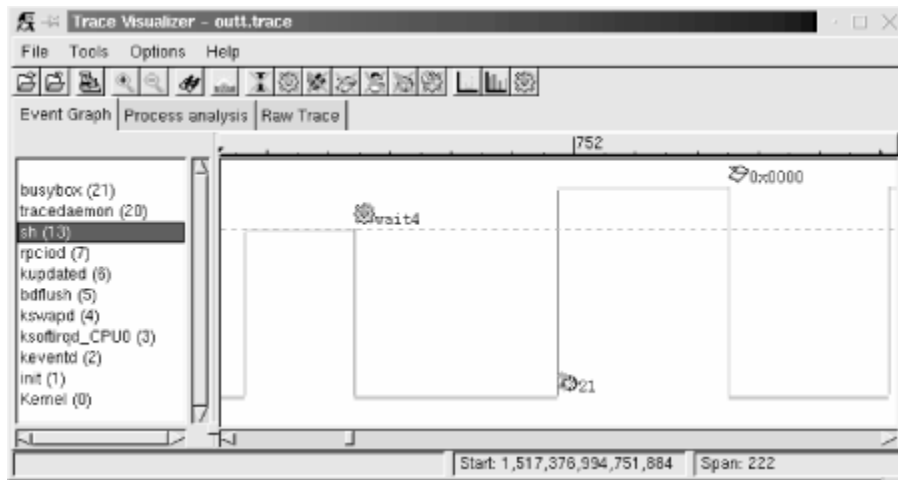 Trace Visualizer - outt.trace
File Tools Options Help
Event Graph Process analysis Raw Trace
752
busybox (21)
tracedaemon (20)
sh (13)
rpciod (7)
kupdated (6)
bdflush (5)
kswapd (4)
ksoftirqd_CPU0 (3)
keventd (2)
init (1)
Kernel (0)
wait4
0x0000
21
Start: 1,517,376,994,751,884 Span: 222